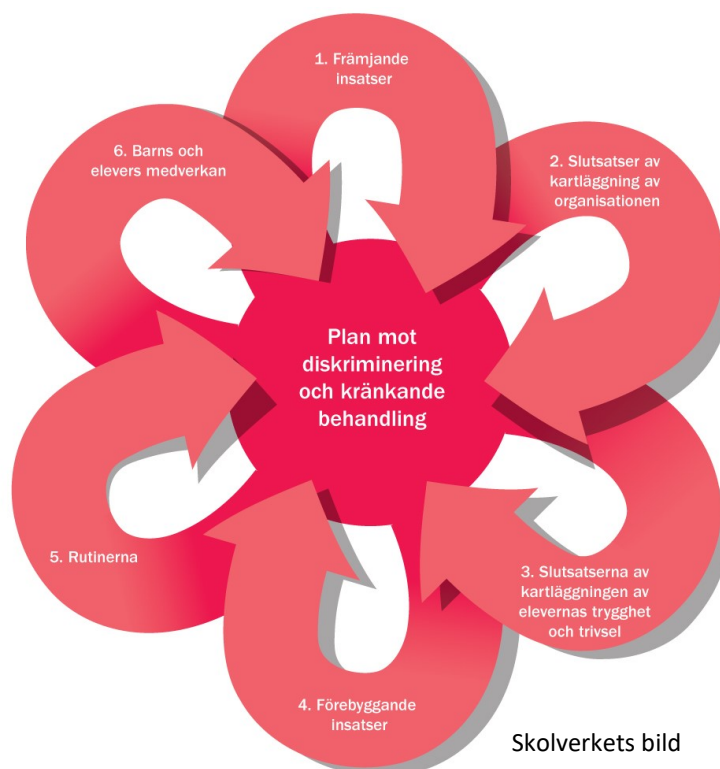 1. Främjande
insatser
2. Slutsatser av
kartläggning av
organisationen
3. Slutsatserna av
kartläggningen av
elevernas trygghet
och trivsel
4. Förebyggande
insatser
5. Rutinerna
6. Barns och
elevers medverkan
Plan mot
diskriminering
och kränkande
behandling
Skolverkets bild